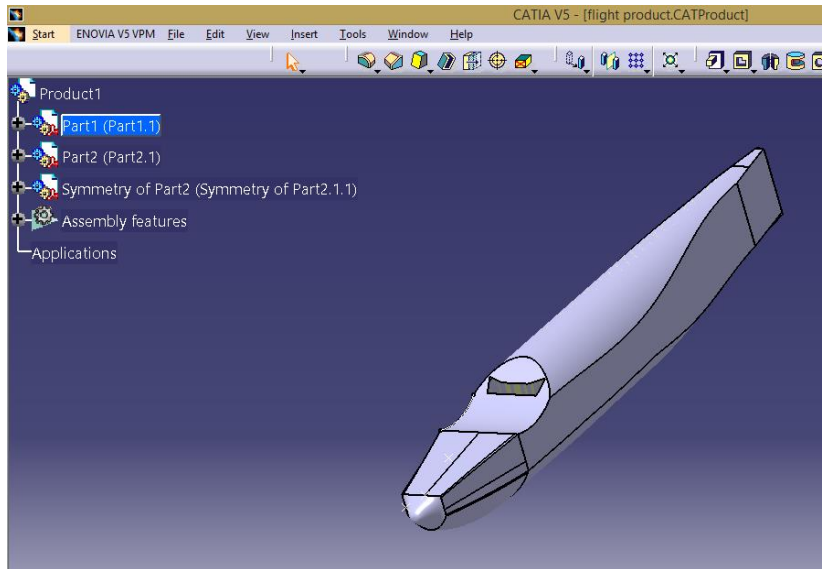 CATIA V5 - [flight product.CATProduct]
Start ENOVIA V5 VPM File Edit View Insert Tools Window Help
Product1
Part1 (Part1.1)
Part2 (Part2.1)
Symmetry of Part2 (Symmetry of Part2.1.1)
Assembly features
Applications